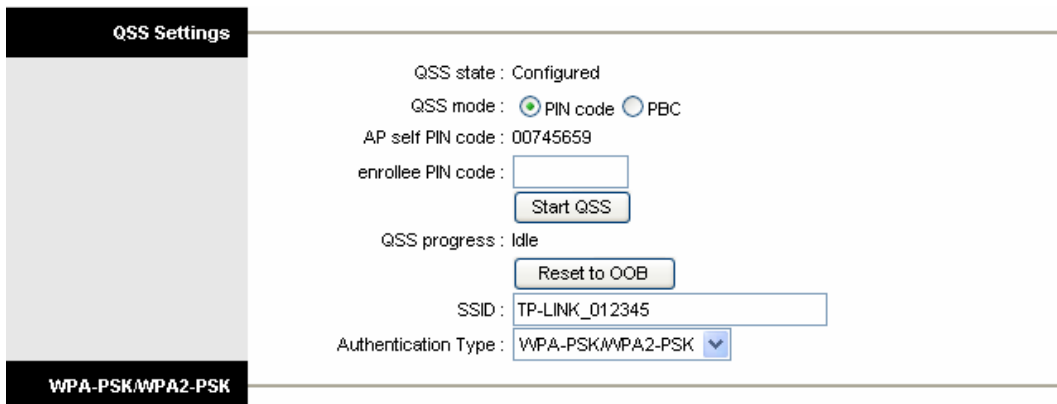 QSS Settings
QSS state : Configured
QSS mode : PIN code PBC
AP self PIN code : 00745659
enrollee PIN code :
Start QSS
QSS progress : Idle
Reset to OOB
SSID : TP-LINK_012345
Authentication Type : WPA-PSK/WPA2-PSK
WPA-PSK/WPA2-PSK